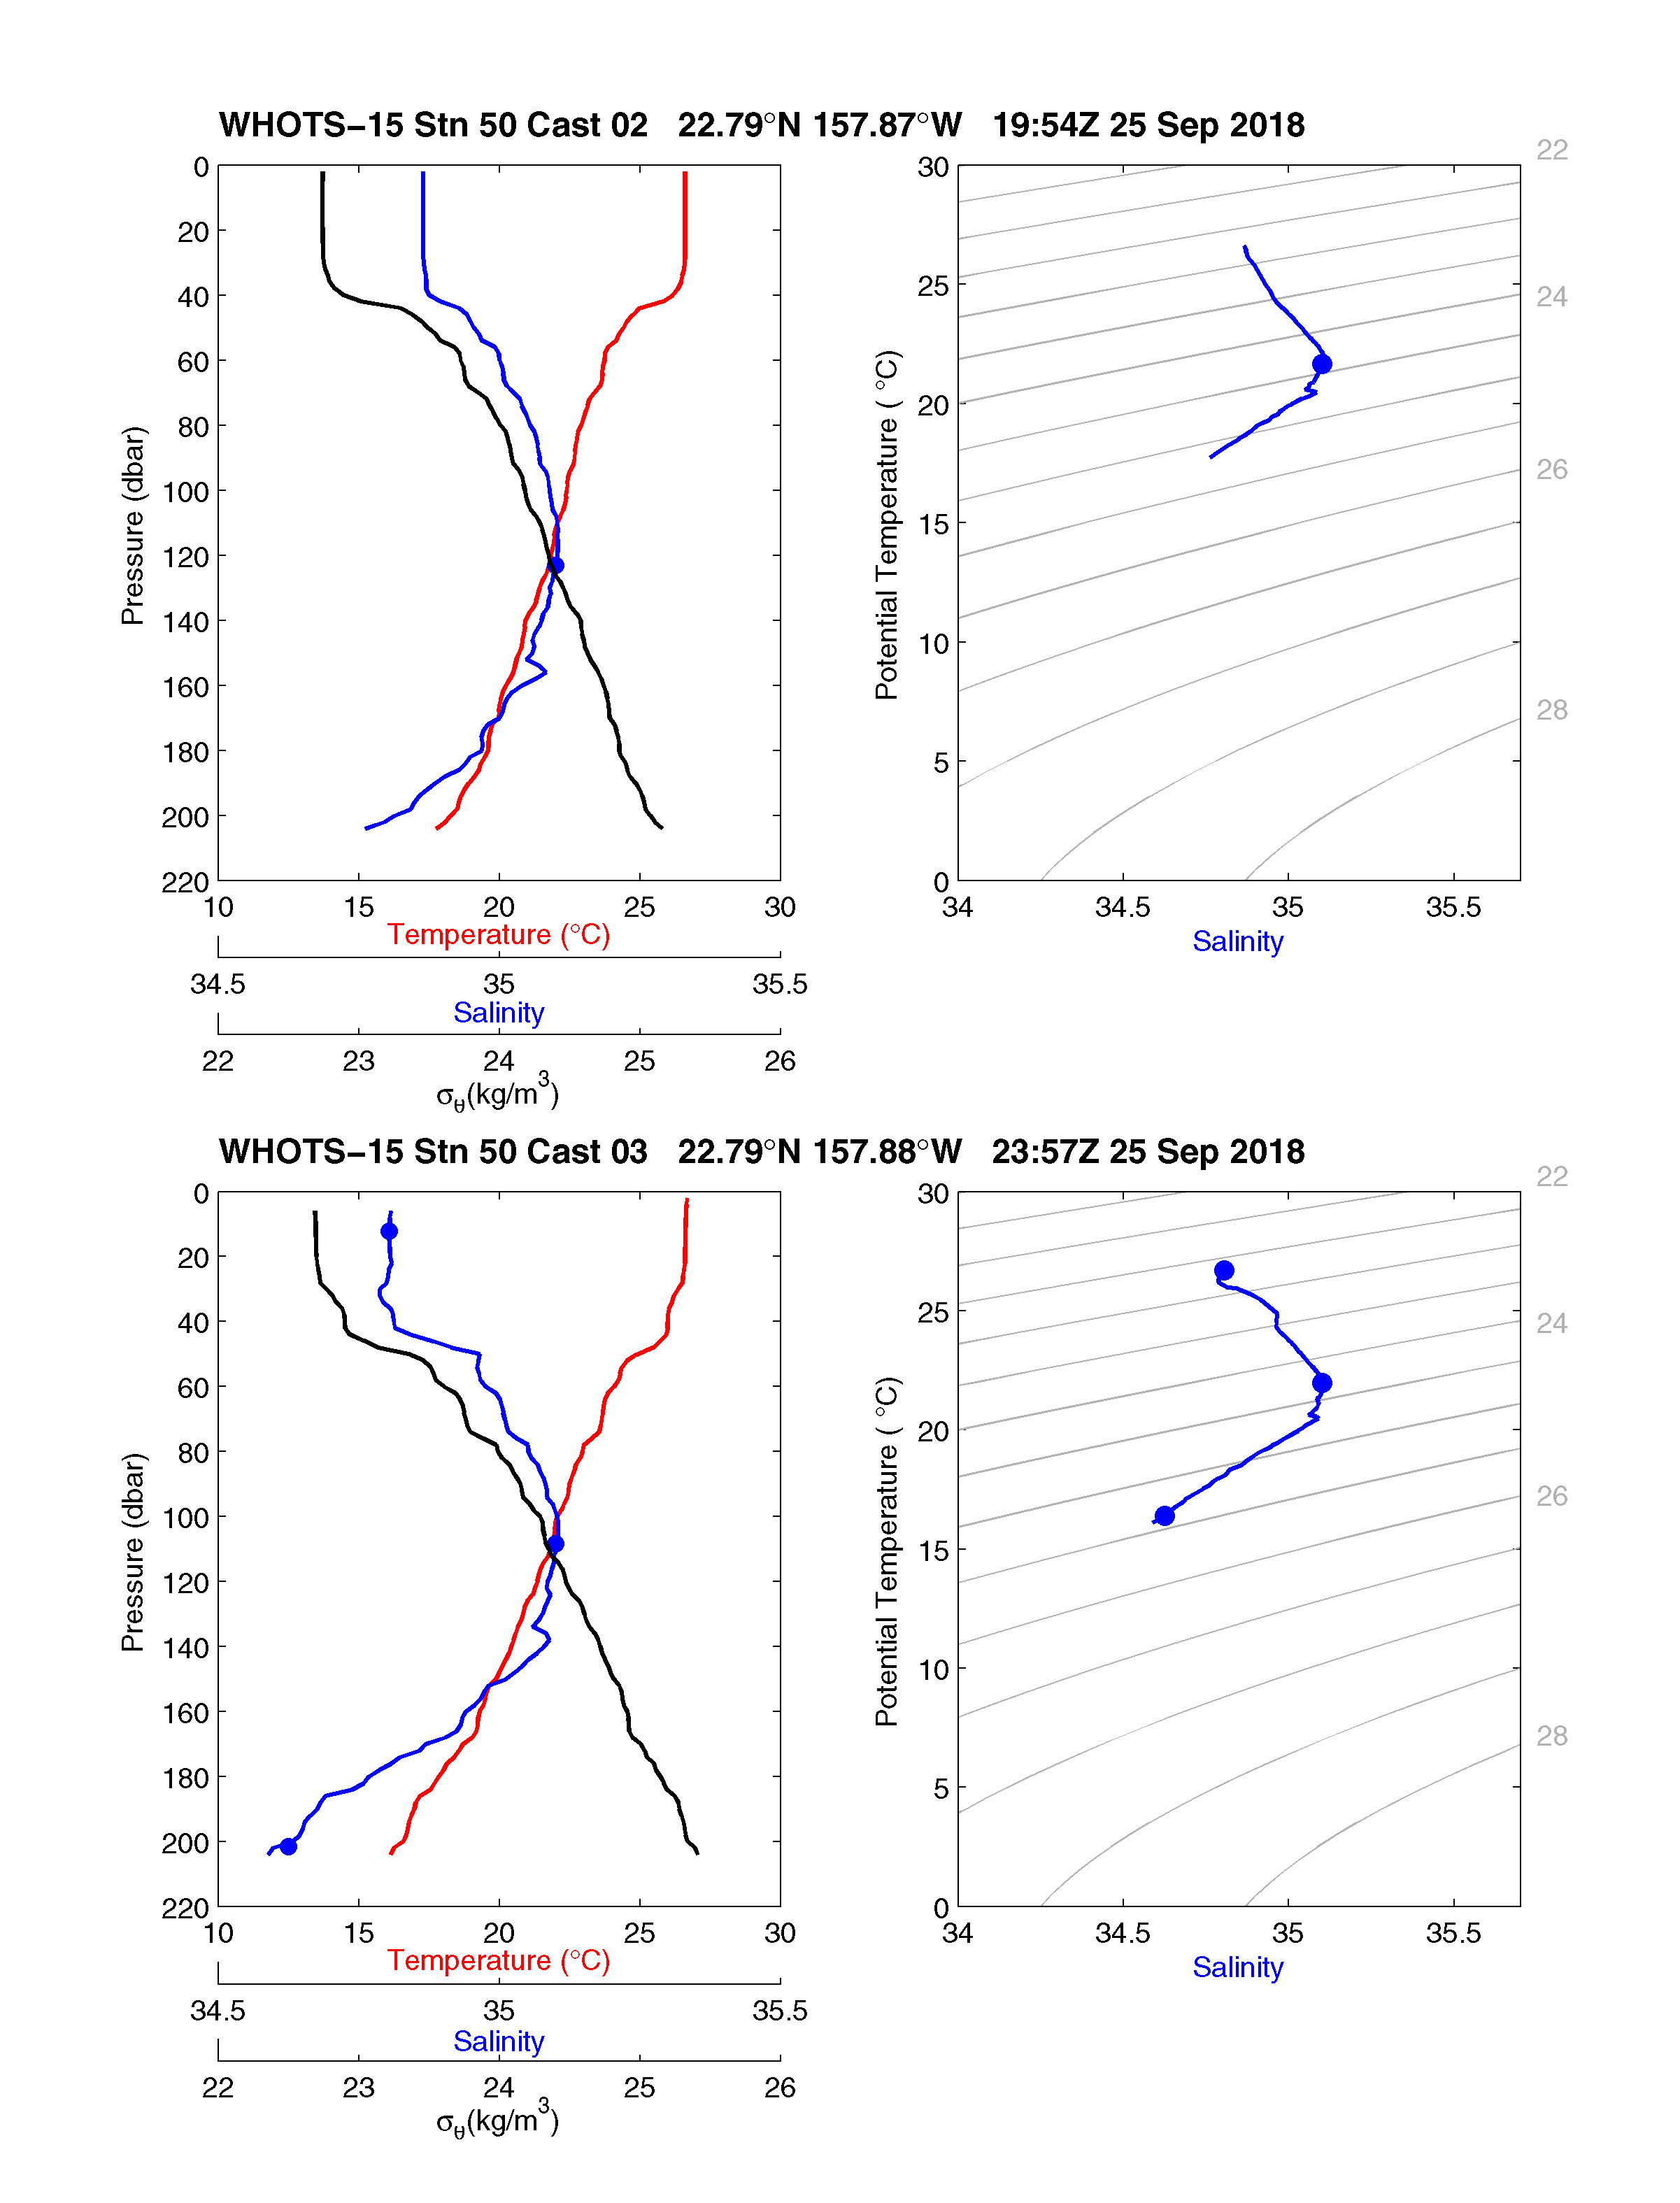 WHOTS−15 Stn 50 Cast 02 22.79°N 157.87°W 19:54Z 25 Sep 2018
0
20
40
60
80
100
120
140
160
180
200
220
Pressure (dbar)
10 15 20 25 30
Temperature (°C)
34.5 35 35.5
Salinity
22 23 24 25 26
σθ(kg/m3)
30
25
20
15
10
5
0
Potential Temperature ( °C)
34 34.5 35 35.5
Salinity
22
24
26
28
WHOTS−15 Stn 50 Cast 03 22.79°N 157.88°W 23:57Z 25 Sep 2018
0
20
40
60
80
100
120
140
160
180
200
220
Pressure (dbar)
10 15 20 25 30
Temperature (°C)
34.5 35 35.5
Salinity
22 23 24 25 26
σθ(kg/m3)
30
25
20
15
10
5
0
Potential Temperature ( °C)
34 34.5 35 35.5
Salinity
22
24
26
28